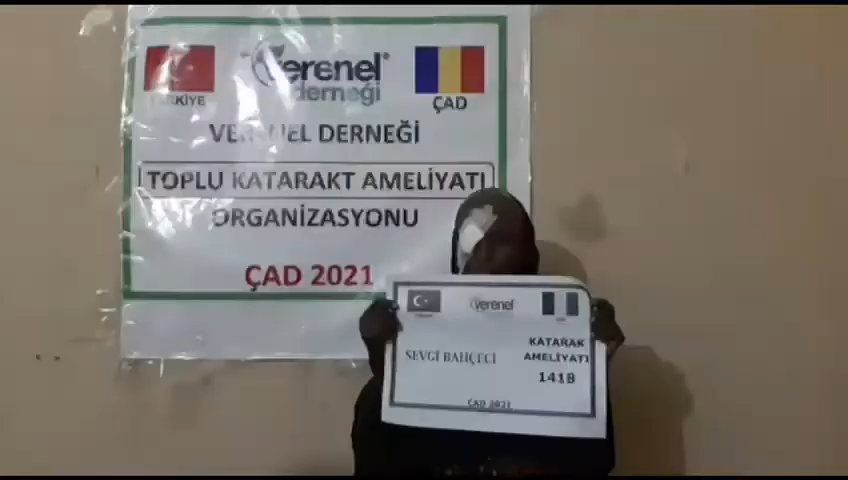 Verenel®
derneği
TÜRKİYE
ÇAD
VERENEL DERNEĞİ
TOPLU KATARAKT AMELİYATI
ORGANİZASYONU
ÇAD 2021
Verenel
SEVGİ BAHÇECİ
KATARAK
AMELİYATI
1418
ÇAD 2021